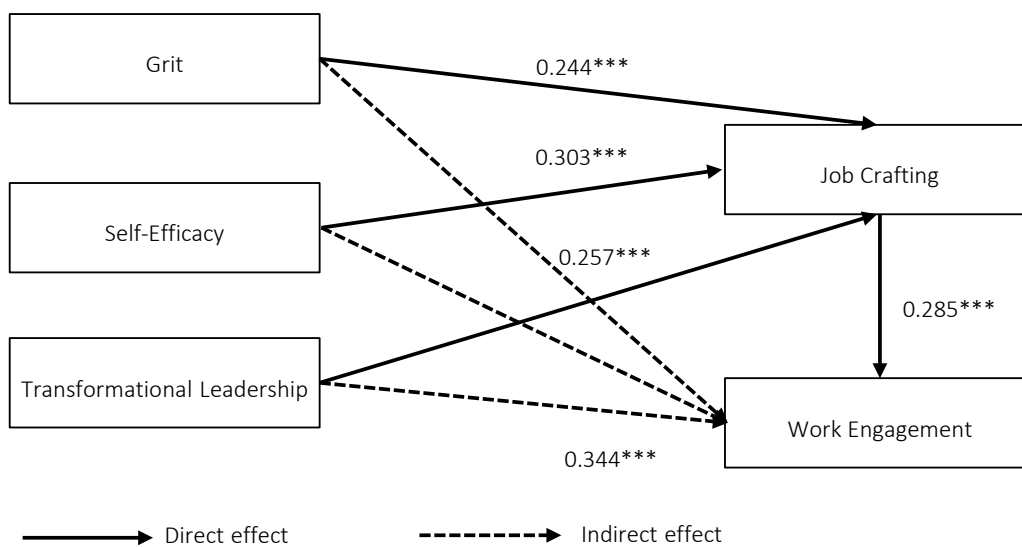 Grit
0.244***
0.303***
Job Crafting
Self-Efficacy
0.257***
0.285***
Transformational Leadership
Work Engagement
0.344***
Direct effect
Indirect effect